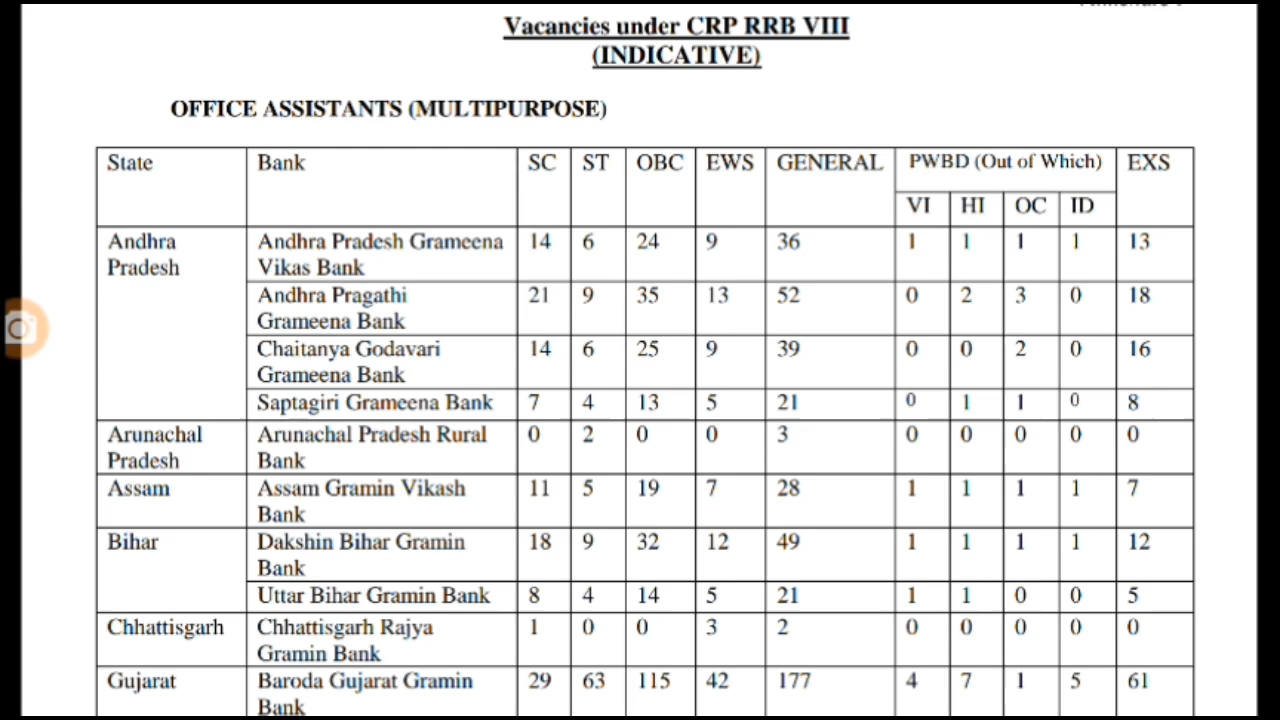 Vacancies under CRP RRB VIII
(INDICATIVE)
OFFICE ASSISTANTS (MULTIPURPOSE)
State Bank SC ST OBC EWS GENERAL PWBD (Out of Which) EXS
VI HI OC ID
Andhra Pradesh Andhra Pradesh Grameena Vikas Bank 14 6 24 9 36 1 1 1 1 13
Andhra Pragathi Grameena Bank 21 9 35 13 52 0 2 3 0 18
Chaitanya Godavari Grameena Bank 14 6 25 9 39 0 0 2 0 16
Saptagiri Grameena Bank 7 4 13 5 21 0 1 1 0 8
Arunachal Pradesh Arunachal Pradesh Rural Bank 0 2 0 0 3 0 0 0 0 0
Assam Assam Gramin Vikash Bank 11 5 19 7 28 1 1 1 1 7
Bihar Dakshin Bihar Gramin Bank 18 9 32 12 49 1 1 1 1 12
Uttar Bihar Gramin Bank 8 4 14 5 21 1 1 0 0 5
Chhattisgarh Chhattisgarh Rajya Gramin Bank 1 0 0 3 2 0 0 0 0 0
Gujarat Baroda Gujarat Gramin Bank 29 63 115 42 177 4 7 1 5 61